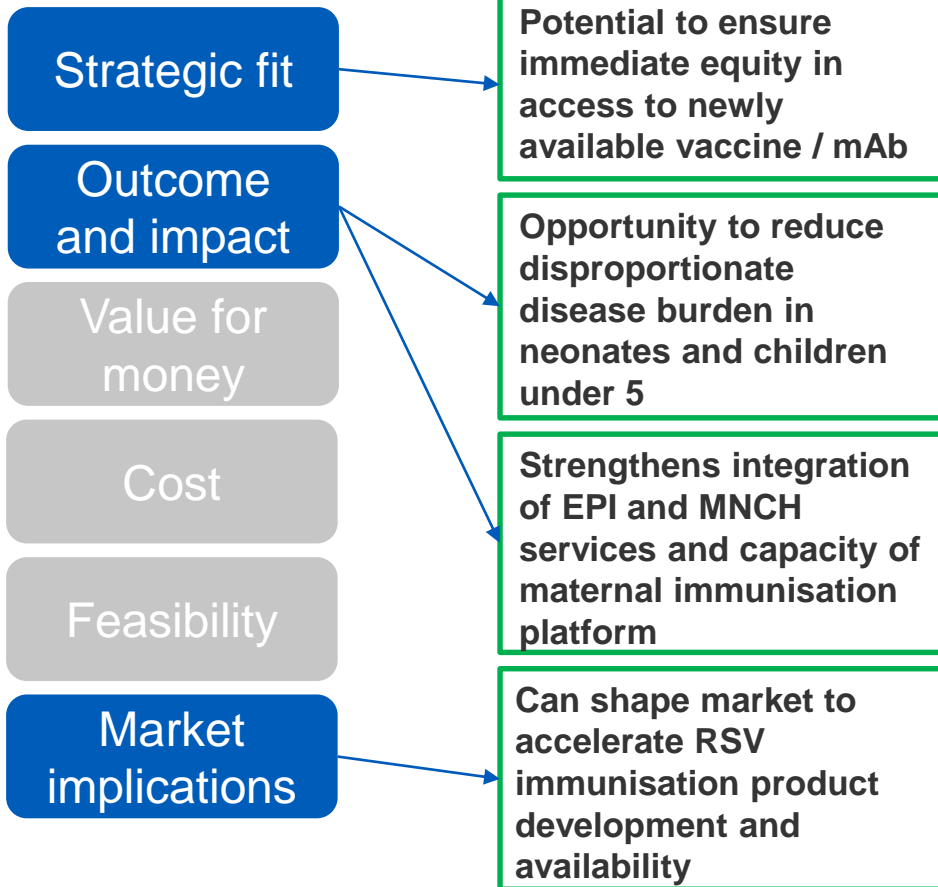 Strategic fit
Potential to ensure
immediate equity in
access to newly
available vaccine / mAb
Outcome
and impact
Opportunity to reduce
disproportionate
disease burden in
neonates and children
under 5
Strengthens integration
of EPI and MNCH
services and capacity of
maternal immunisation
platform
Value for
money
Cost
Feasibility
Market
implications
Can shape market to
accelerate RSV
immunisation product
development and
availability